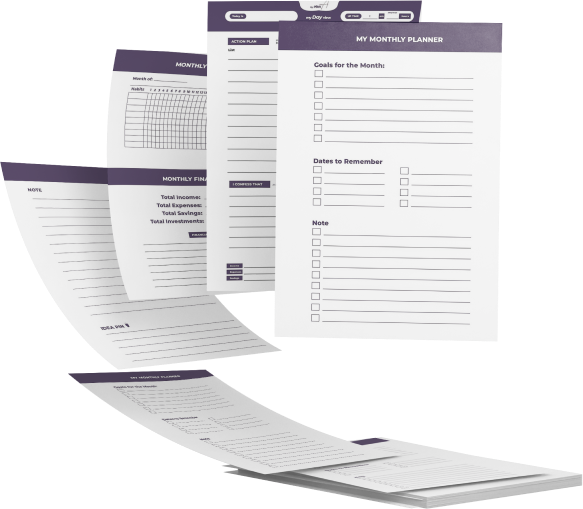 MY MONTHLY PLANNER
Goals for the Month:
Dates to Remember
Note
Today is
my Day view
ACTION PLAN
I CONFESS THAT
MONTHLY
Month of:
Habits
MONTHLY FINA
Total Income:
Total Expenses:
Total Savings:
Total Investments:
NOTE
IDEA PIN
MY MONTHLY PLANNER
Goals for the Month
Dates to Remember
Note